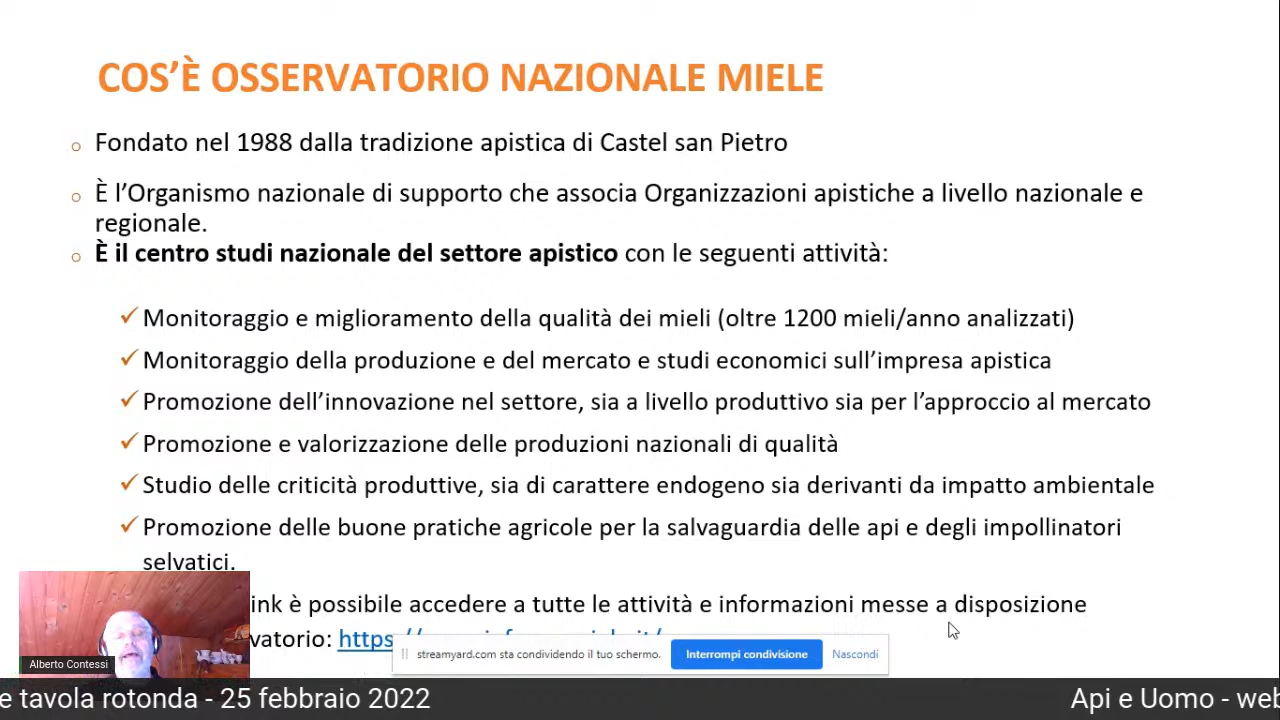 COS'È OSSERVATORIO NAZIONALE MIELE
Fondato nel 1988 dalla tradizione apistica di Castel san Pietro
È l'Organismo nazionale di supporto che associa Organizzazioni apistiche a livello nazionale e
regionale.
È il centro studi nazionale del settore apistico con le seguenti attività:
Monitoraggio e miglioramento della qualità dei mieli (oltre 1200 mieli/anno analizzati)
Monitoraggio della produzione e del mercato e studi economici sull'impresa apistica
Promozione dell'innovazione nel settore, sia a livello produttivo sia per l'approccio al mercato
Promozione e valorizzazione delle produzioni nazionali di qualità
Studio delle criticità produttive, sia di carattere endogeno sia derivanti da impatto ambientale
Promozione delle buone pratiche agricole per la salvaguardia delle api e degli impollinatori
selvatici.
ink è possibile accedere a tutte le attività e informazioni messe a disposizione
vatorio: https:/
streamyard.com sta condividendo il tuo schermo. Interrompi condivisione Nascondi
Alberto Contessi
e tavola rotonda - 25 febbraio 2022 Api e Uomo - web